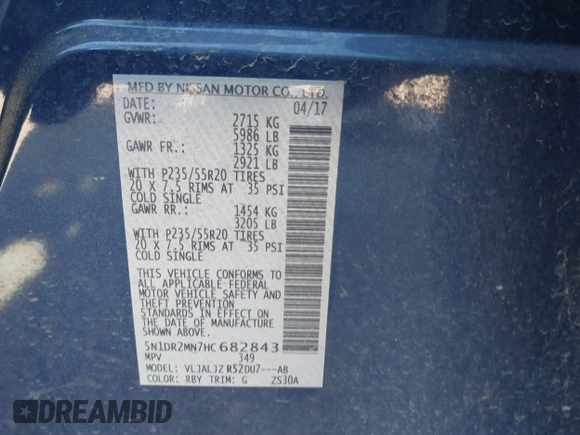 MFD BY NISSAN MOTOR CO., LTD.
DATE: 04/17
GVWR: 2715 KG
5986 LB
GAWR FR.: 1325 KG
2921 LB
WITH P235/55R20 TIRES
20 X 7.5 RIMS AT 35 PSI
COLD SINGLE
GAWR RR.: 1454 KG
3205 LB
WITH P235/55R20 TIRES
20 X 7.5 RIMS AT 35 PSI
COLD SINGLE
THIS VEHICLE CONFORMS TO
ALL APPLICABLE FEDERAL
MOTOR VEHICLE SAFETY AND
THEFT PREVENTION
STANDARDS IN EFFECT ON
THE DATE OF MANUFACTURE
SHOWN ABOVE.
5N1DR2MN7HC682843
MPV 349
MODEL: VLJALJZ R52DU7---AB
COLOR: RBY TRIM: G ZS30A
DREAMBID
.COM